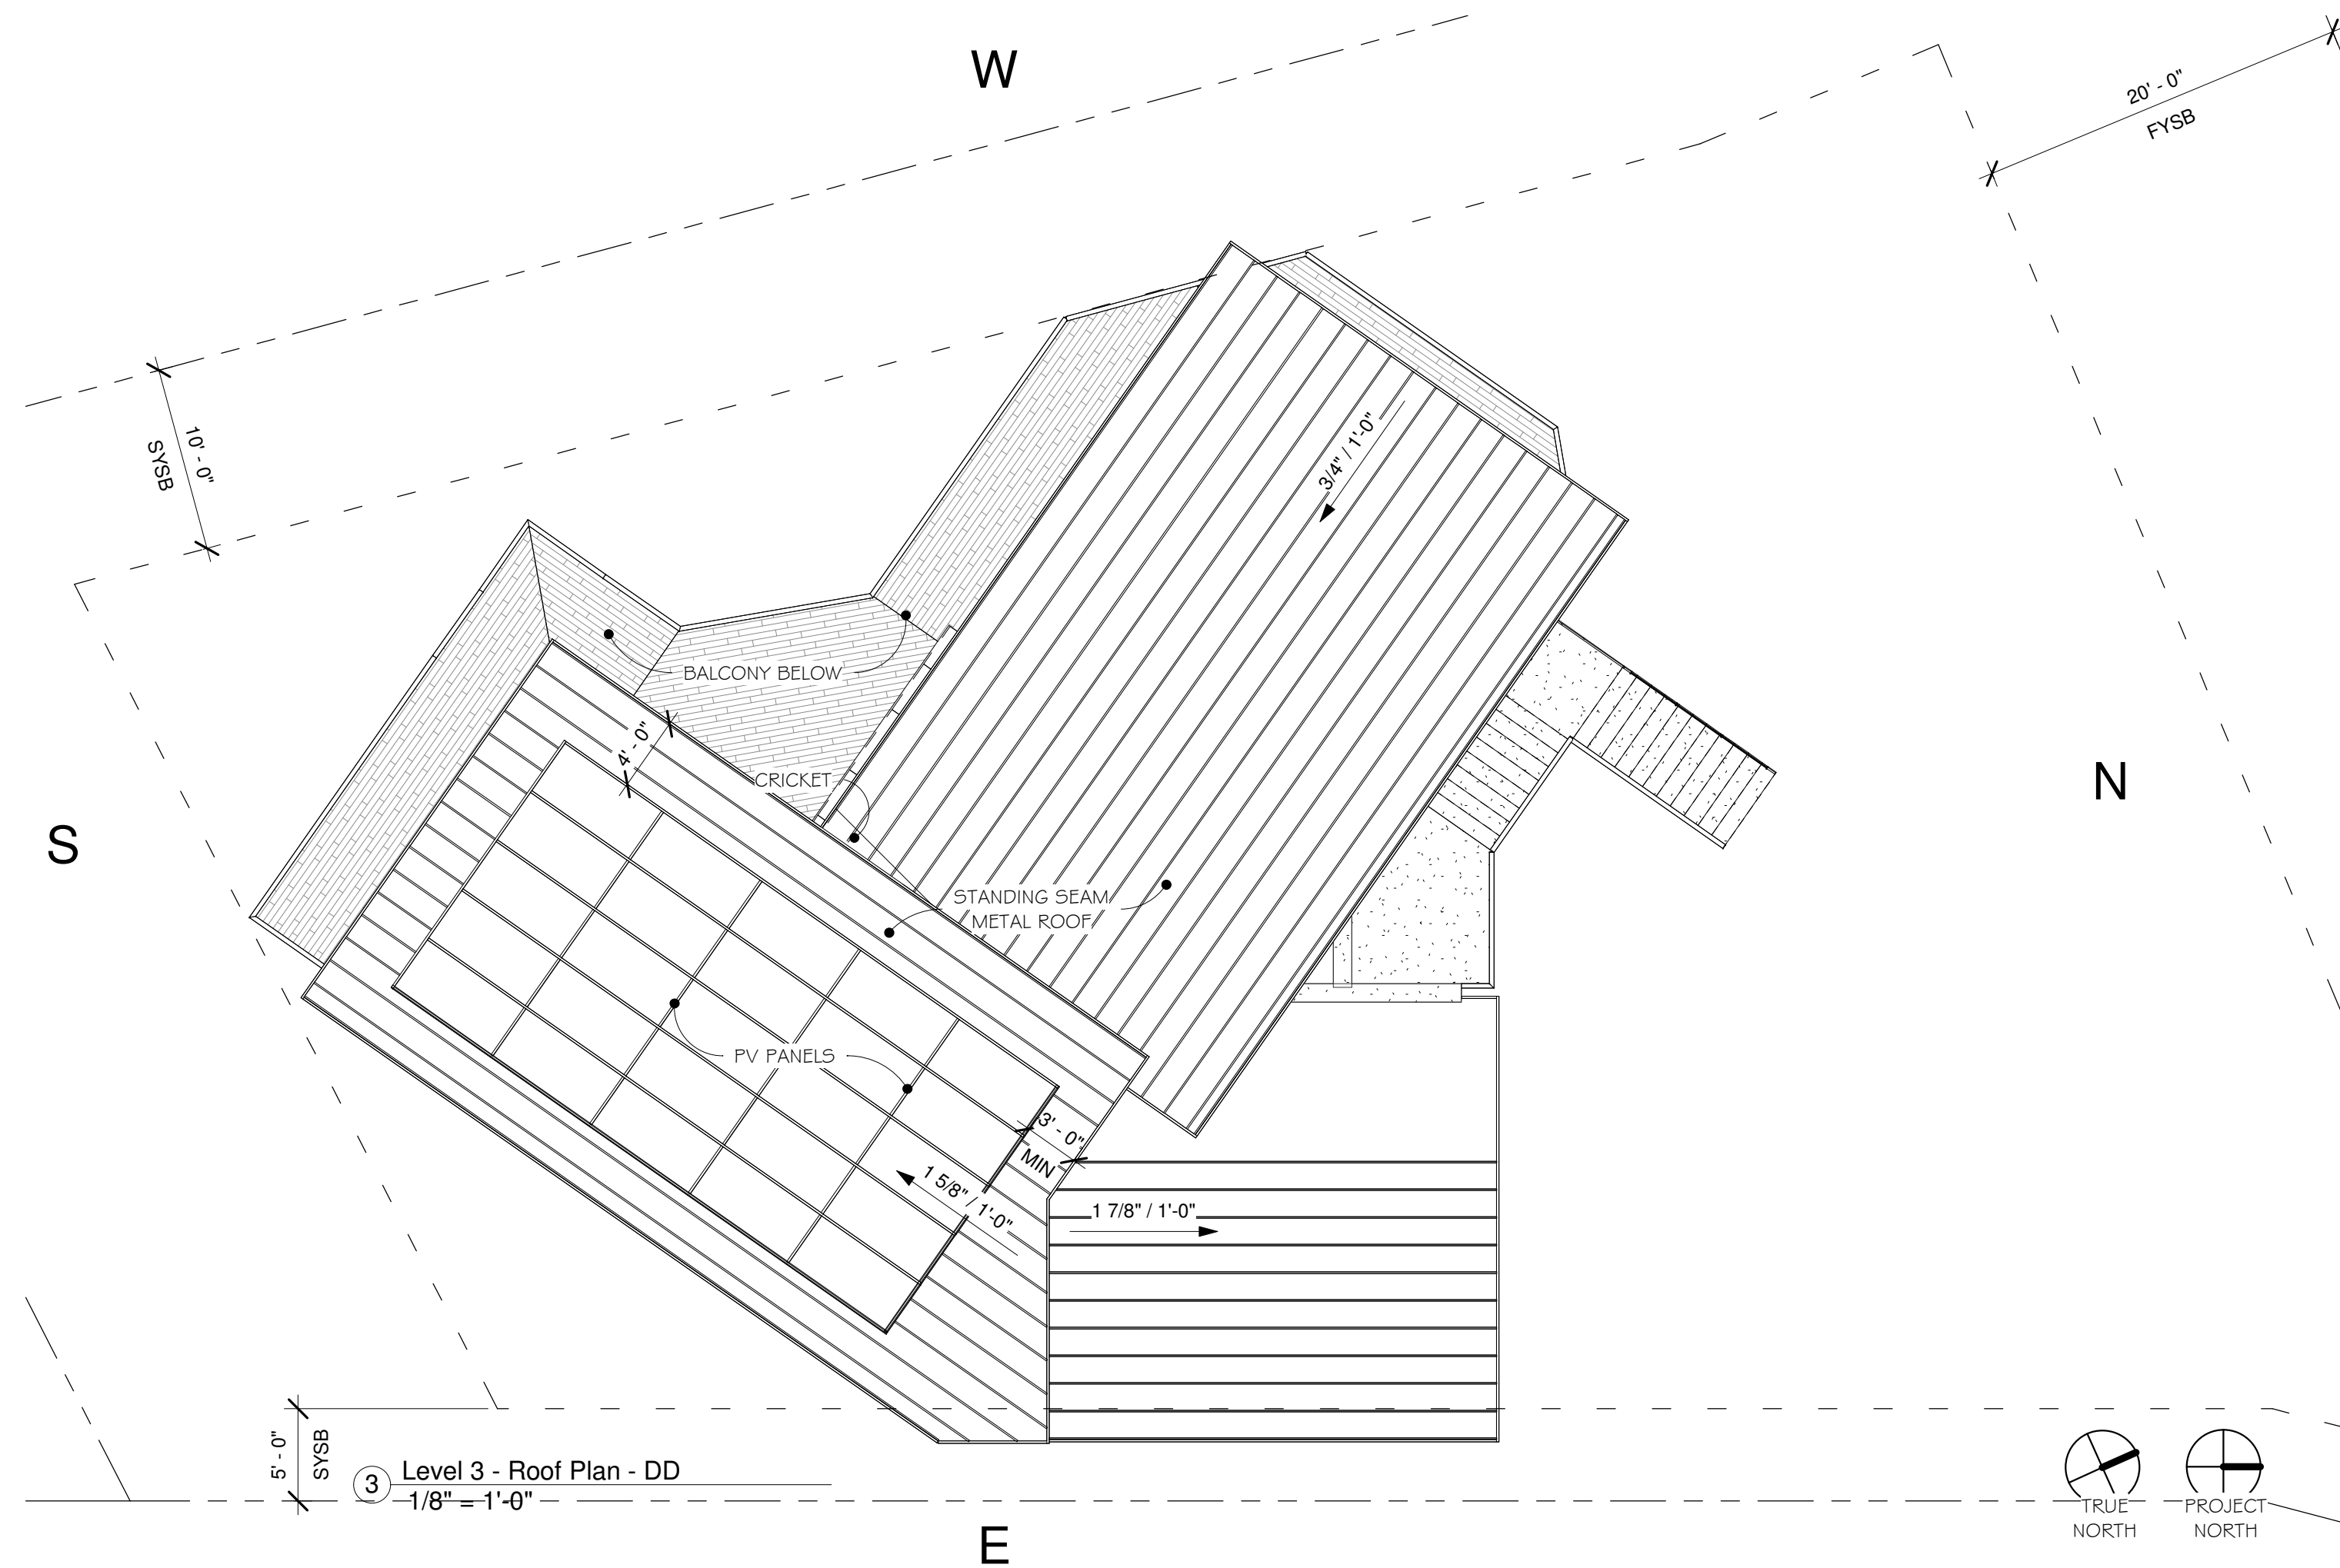 W
20' - 0"
FYSB
10' - 0"
SYSB
3/4" / 1'-0"
BALCONY BELOW
4' - 0"
CRICKET
N
S
STANDING SEAM
METAL ROOF
PV PANELS
3' - 0"
MIN
1 5/8" / 1'-0"
1 7/8" / 1'-0"
5' - 0"
SYSB
3
Level 3 - Roof Plan - DD
1/8" = 1'-0"
TRUE
NORTH
PROJECT
NORTH
E